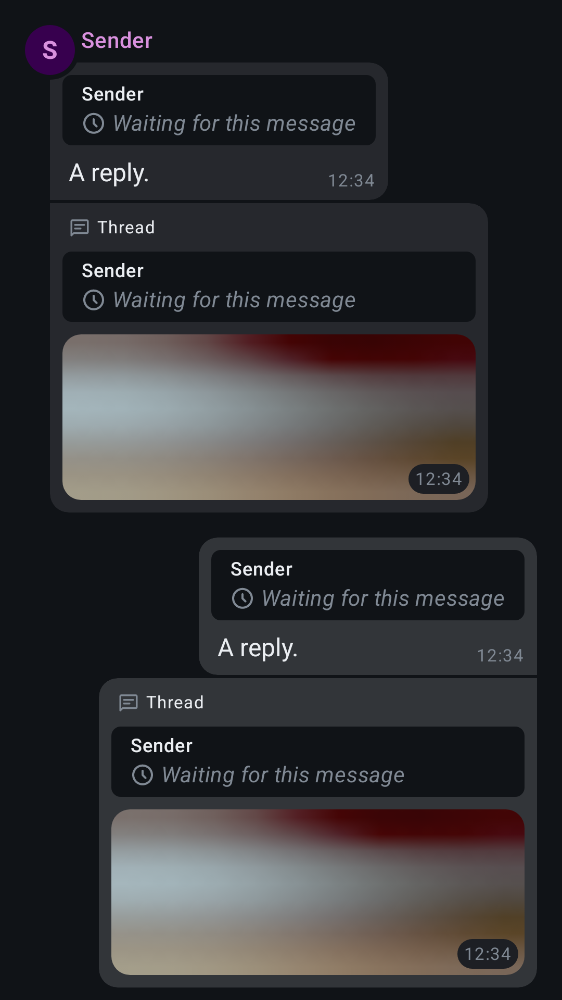 S
Sender
Sender
Waiting for this message
A reply.
12:34
Thread
Sender
Waiting for this message
12:34
Sender
Waiting for this message
A reply.
12:34
Thread
Sender
Waiting for this message
12:34